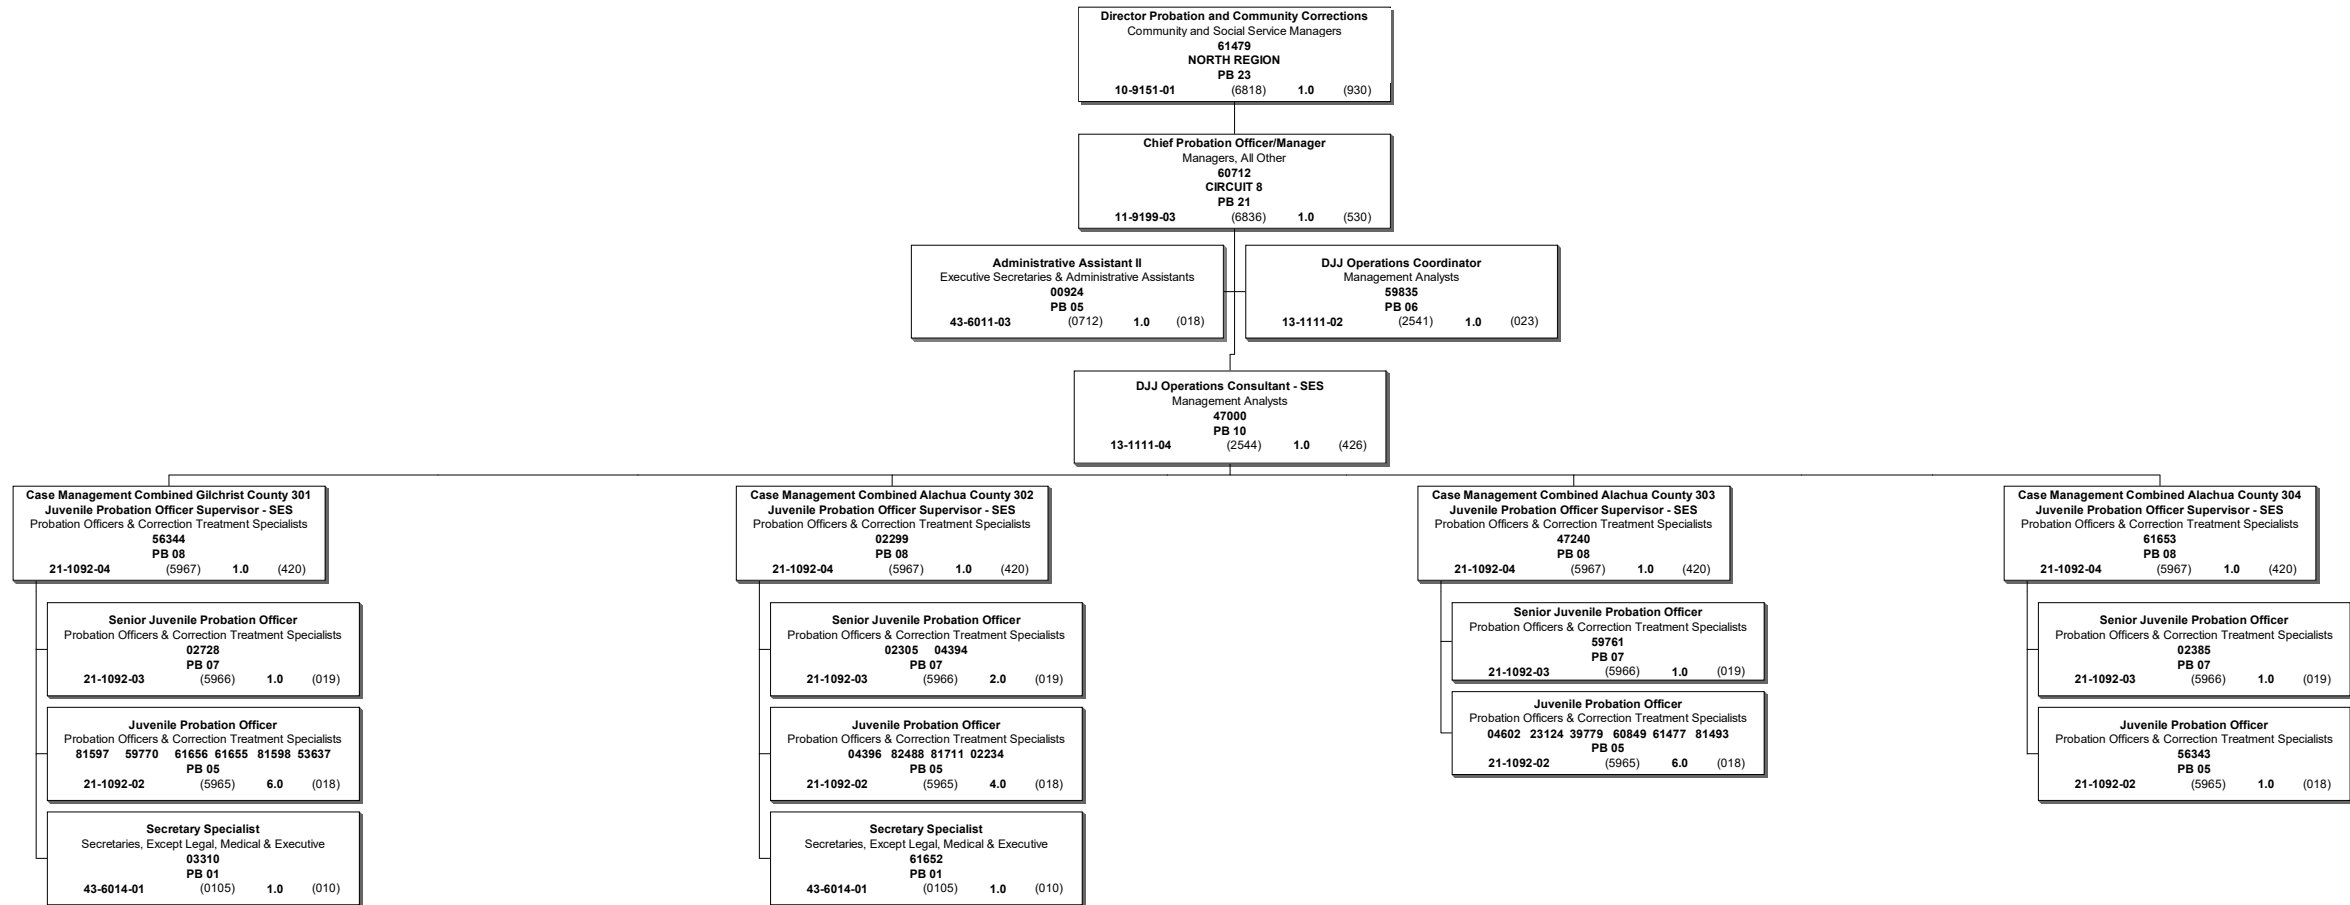 Director Probation and Community Corrections
Community and Social Service Managers
61479
NORTH REGION
PB 23
10-9151-01 (6818) 1.0 (930)
Chief Probation Officer/Manager
Managers, All Other
60712
CIRCUIT 8
PB 21
11-9199-03 (6836) 1.0 (530)
Administrative Assistant II
Executive Secretaries & Administrative Assistants
00924
PB 05
43-6011-03 (0712) 1.0 (018)
DJJ Operations Coordinator
Management Analysts
59835
PB 06
13-1111-02 (2541) 1.0 (023)
DJJ Operations Consultant - SES
Management Analysts
47000
PB 10
13-1111-04 (2544) 1.0 (426)
Case Management Combined Gilchrist County 301
Juvenile Probation Officer Supervisor - SES
Probation Officers & Correction Treatment Specialists
56344
PB 08
21-1092-04 (5967) 1.0 (420)
Senior Juvenile Probation Officer
Probation Officers & Correction Treatment Specialists
02728
PB 07
21-1092-03 (5966) 1.0 (019)
Juvenile Probation Officer
Probation Officers & Correction Treatment Specialists
81597 59770 61656 61655 81598 53637
PB 05
21-1092-02 (5965) 6.0 (018)
Secretary Specialist
Secretaries, Except Legal, Medical & Executive
03310
PB 01
43-6014-01 (0105) 1.0 (010)
Case Management Combined Alachua County 302
Juvenile Probation Officer Supervisor - SES
Probation Officers & Correction Treatment Specialists
02299
PB 08
21-1092-04 (5967) 1.0 (420)
Senior Juvenile Probation Officer
Probation Officers & Correction Treatment Specialists
02305 04394
PB 07
21-1092-03 (5966) 2.0 (019)
Juvenile Probation Officer
Probation Officers & Correction Treatment Specialists
04396 82488 81711 02234
PB 05
21-1092-02 (5965) 4.0 (018)
Secretary Specialist
Secretaries, Except Legal, Medical & Executive
61652
PB 01
43-6014-01 (0105) 1.0 (010)
Case Management Combined Alachua County 303
Juvenile Probation Officer Supervisor - SES
Probation Officers & Correction Treatment Specialists
47240
PB 08
21-1092-04 (5967) 1.0 (420)
Senior Juvenile Probation Officer
Probation Officers & Correction Treatment Specialists
59761
PB 07
21-1092-03 (5966) 1.0 (019)
Juvenile Probation Officer
Probation Officers & Correction Treatment Specialists
04602 23124 39779 60849 61477 81493
PB 05
21-1092-02 (5965) 6.0 (018)
Case Management Combined Alachua County 304
Juvenile Probation Officer Supervisor - SES
Probation Officers & Correction Treatment Specialists
61653
PB 08
21-1092-04 (5967) 1.0 (420)
Senior Juvenile Probation Officer
Probation Officers & Correction Treatment Specialists
02385
PB 07
21-1092-03 (5966) 1.0 (019)
Juvenile Probation Officer
Probation Officers & Correction Treatment Specialists
56343
PB 05
21-1092-02 (5965) 1.0 (018)